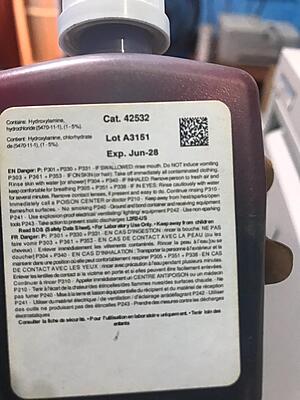 Contains: Hydroxylamine,
hydrochloride (5470-11-1), (1 - 5%).
Content: Hydroxylamine, chlorhydrate
de (5470-11-1), (1 - 5%).
Cat. 42532
Lot A3151
Exp. Jun-28
EN Danger: P: P301 + P330 + P331 - IF SWALLOWED: rinse mouth. Do NOT induce vomiting
P303 + P361 + P353 - IF ON SKIN (or hair): Take off immediately all contaminated clothing.
Rinse skin with water [or shower] P304 + P340 - IF INHALED: Remove person to fresh air and
keep comfortable for breathing P305 + P351 + P338 - IF IN EYES: Rinse cautiously with water
for several minutes. Remove contact lenses, if present and easy to do. Continue rinsing P310 -
Immediately call a POISON CENTER or doctor P210 - Keep away from heat/sparks/open
flames/hot surfaces. - No smoking P240 - Ground and bond container and receiving equipment
P241 - Use explosion-proof electrical/ ventilating/ lighting/ equipment P242 - Use non-sparking
tools P243 - Take action to prevent static discharges
Read SDS (Safety Data Sheet). • For Laboratory Use Only. • Keep away from children.
FR Danger: P: P301 + P330 + P331 - EN CAS D'INGESTION : rincer la bouche. NE PAS
faire vomir P303 + P361 + P353 - EN CAS DE CONTACT AVEC LA PEAU (ou les
cheveux) : Enlever immédiatement les vêtements contaminés. Rincer la peau à l'eau [ou
douche] P304 + P340 - EN CAS D'INHALATION : Transporter la personne à l'extérieur et la
maintenir dans une position où elle peut confortablement respirer P305 + P351 + P338 - EN CAS
DE CONTACT AVEC LES YEUX : rincer avec précaution à l'eau pendant plusieurs minutes.
Enlever les lentilles de contact si la victime en porte et si elles peuvent être facilement enlevées.
Continuer à rincer P310 - Appeler immédiatement un CENTRE ANTIPOISON ou un médecin
P210 - Tenir à l'écart de la chaleur/des étincelles/des flammes nues/des surfaces chaudes. - Ne
pas fumer P240 - Mise à la terre et liaison équipotentielle du récipient et du matériel de réception
P241 - Utiliser du matériel électrique / de ventilation / d'éclairage antidéflagrant P242 - Utiliser
des outils ne produisant pas des étincelles P243 - Prendre des mesures contre les décharges
électrostatiques
Consulter la fiche de sécurité. • Pour l'utilisation en laboratoire uniquement. • Tenir loin des
enfants